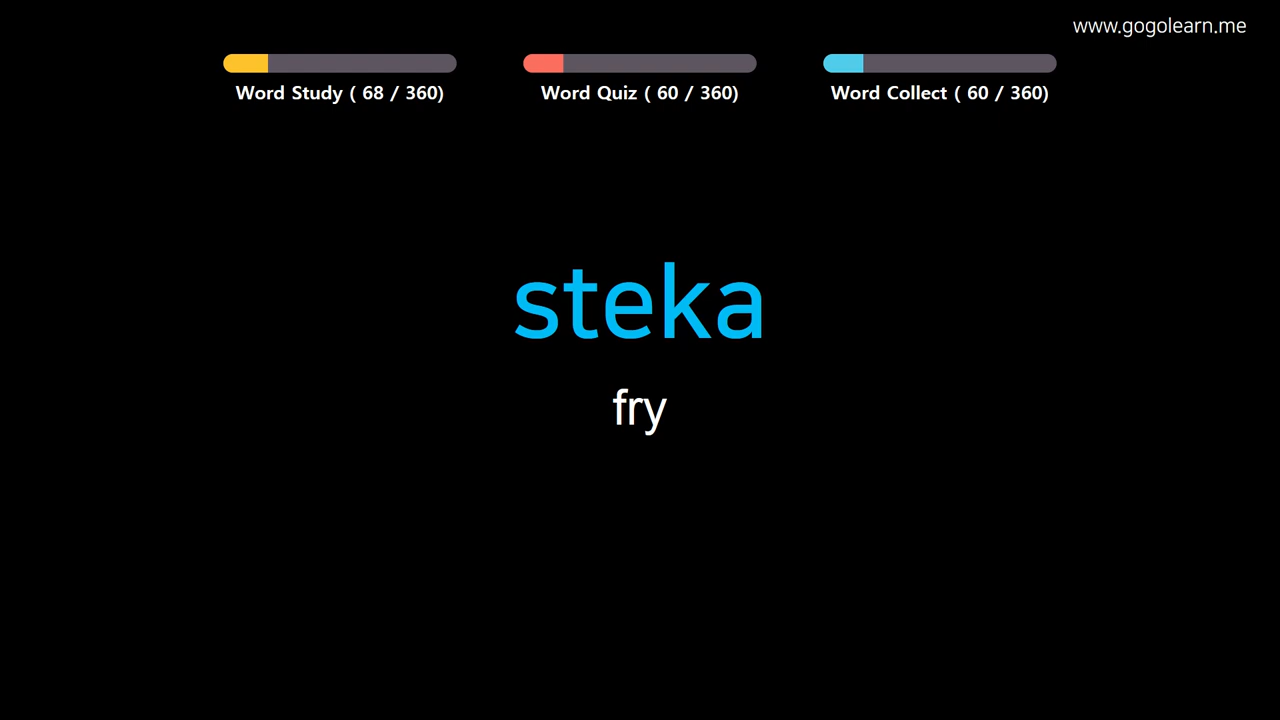 www.gogolearn.me
Word Study ( 68 / 360)
Word Quiz ( 60 / 360)
Word Collect ( 60 / 360)
steka
fry